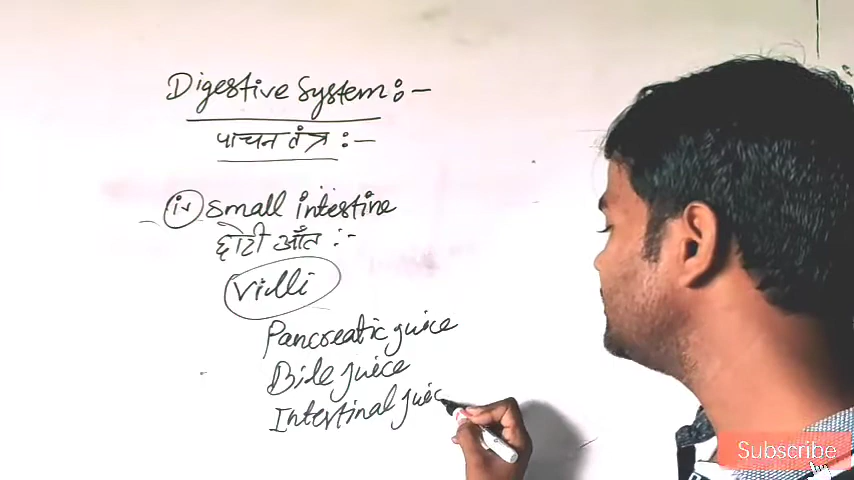 Digestive System :-
पाचन तंत्र :-
iv small intestine
छोटी आँत :-
Villi
Pancreatic juice
Bile juice
Intestinal juic
Subscribe